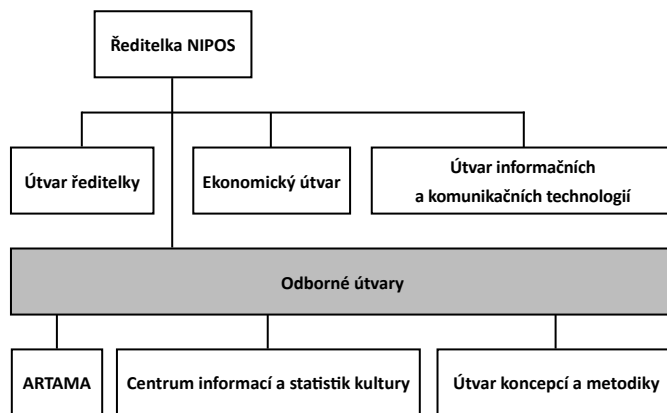 Ředitelka NIPOS
Útvar ředitelky
Ekonomický útvar
Útvar informačních
a komunikačních technologií
Odborné útvary
ARTAMA
Centrum informací a statistik kultury
Útvar koncepcí a metodiky